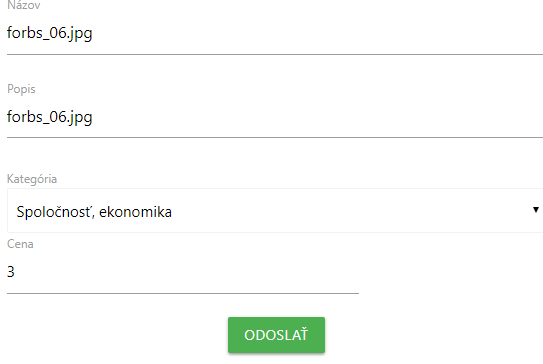 Názov
forbs_06.jpg
Popis
forbs_06.jpg
Kategória
Spoločnosť, ekonomika
Cena
3
ODOSLAŤ